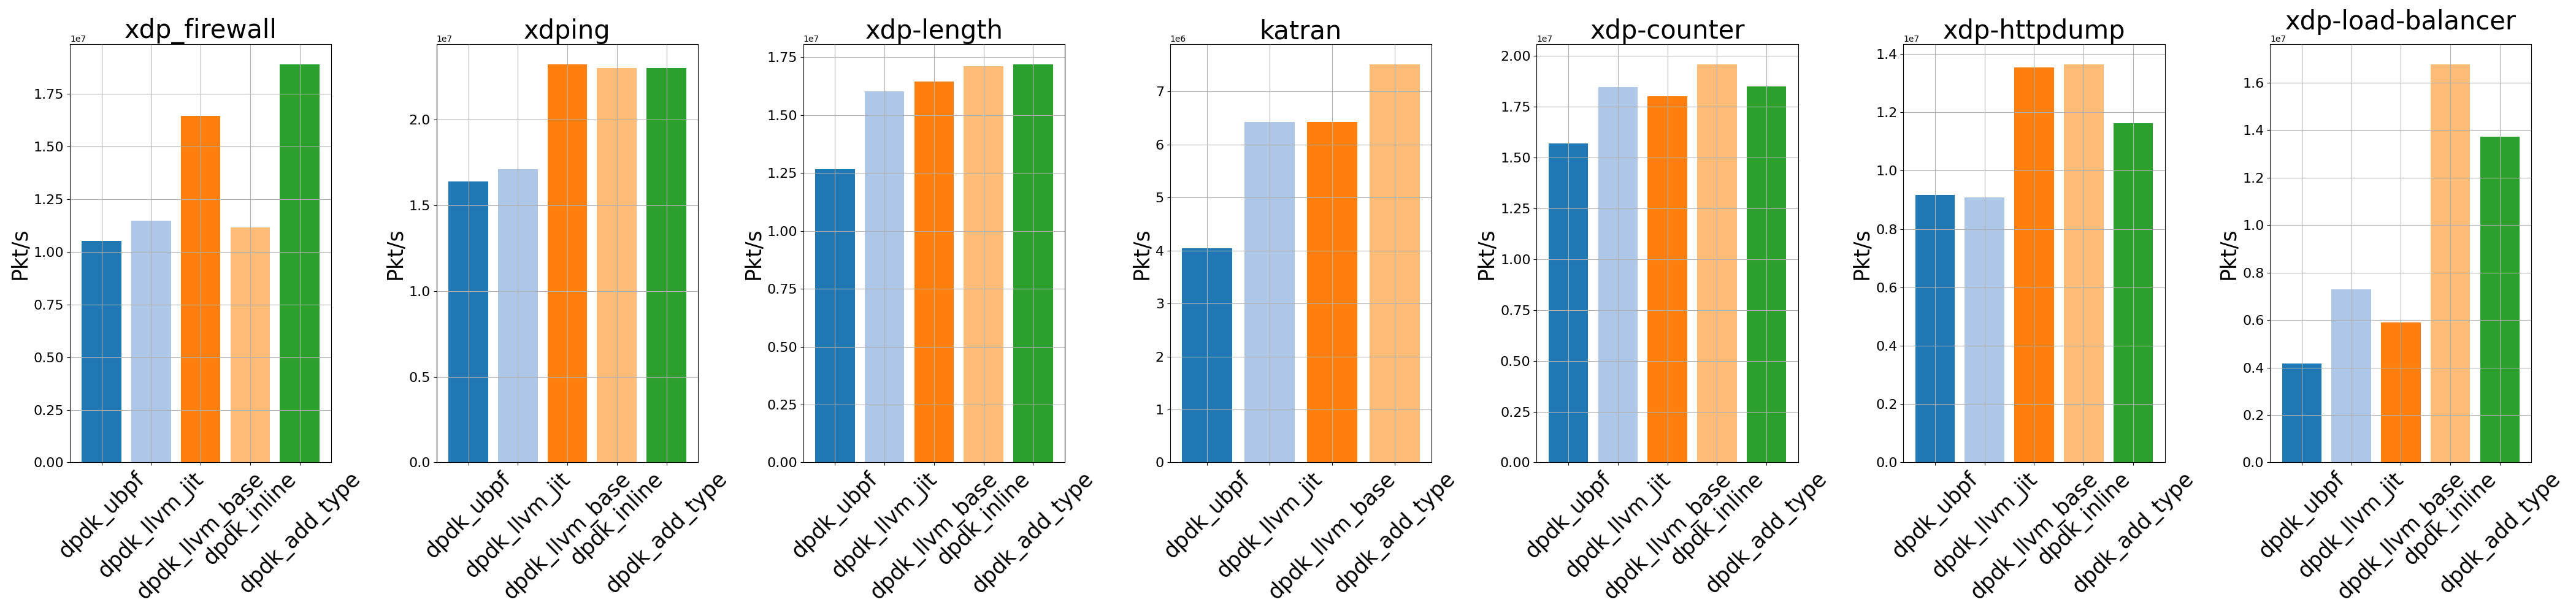 xdp_firewall
1e7
1.75
1.50
1.25
1.00
0.75
0.50
0.25
0.00
Pkt/s
dpdk_ubpf
dpdk_llvm_jit
dpdk_llvm_base
dpdk_inline
dpdk_add_type
xdping
1e7
2.0
1.5
1.0
0.5
0.0
Pkt/s
dpdk_ubpf
dpdk_llvm_jit
dpdk_llvm_base
dpdk_inline
dpdk_add_type
xdp-length
1e7
1.75
1.50
1.25
1.00
0.75
0.50
0.25
0.00
Pkt/s
dpdk_ubpf
dpdk_llvm_jit
dpdk_llvm_base
dpdk_inline
dpdk_add_type
katran
1e6
7
6
5
4
3
2
1
0
Pkt/s
dpdk_ubpf
dpdk_llvm_jit
dpdk_llvm_base
dpdk_add_type
xdp-counter
1e7
2.00
1.75
1.50
1.25
1.00
0.75
0.50
0.25
0.00
Pkt/s
dpdk_ubpf
dpdk_llvm_jit
dpdk_llvm_base
dpdk_inline
dpdk_add_type
xdp-httpdump
1e7
1.4
1.2
1.0
0.8
0.6
0.4
0.2
0.0
Pkt/s
dpdk_ubpf
dpdk_llvm_jit
dpdk_llvm_base
dpdk_inline
dpdk_add_type
xdp-load-balancer
1e7
1.6
1.4
1.2
1.0
0.8
0.6
0.4
0.2
0.0
Pkt/s
dpdk_ubpf
dpdk_llvm_jit
dpdk_llvm_base
dpdk_inline
dpdk_add_type